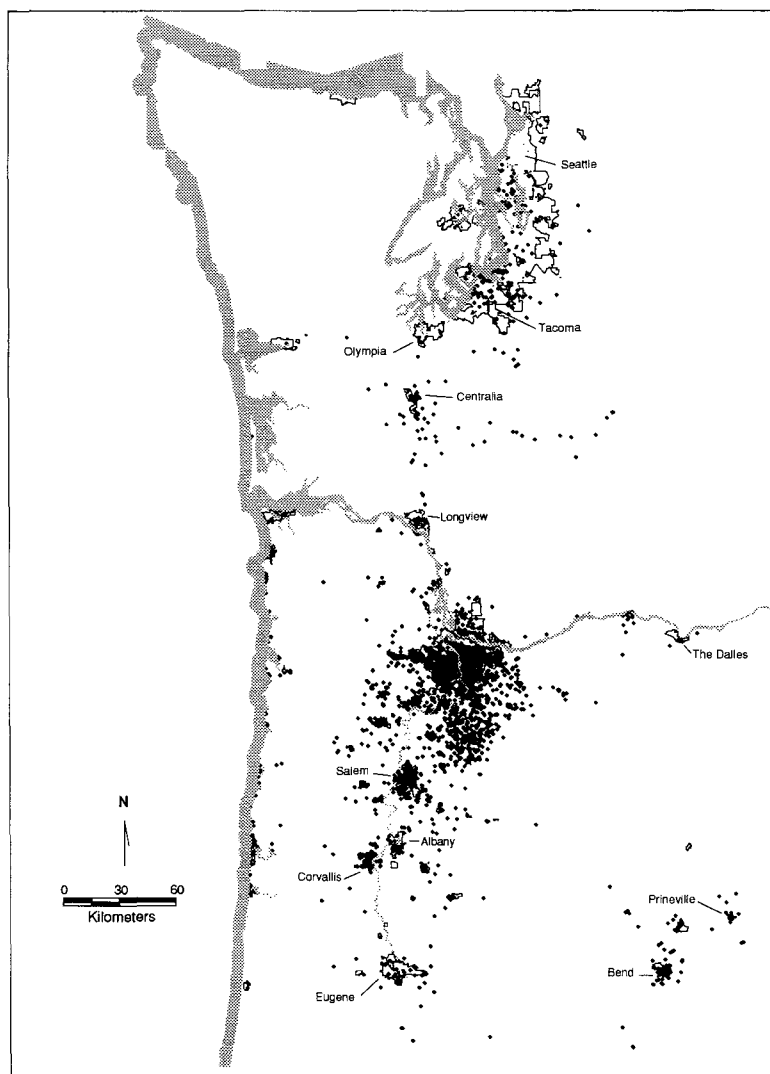 Seattle
Tacoma
Olympia
Centralia
Longview
The Dalles
Salem
N
Albany
Corvallis
0 30 60
Kilometers
Prineville
Bend
Eugene